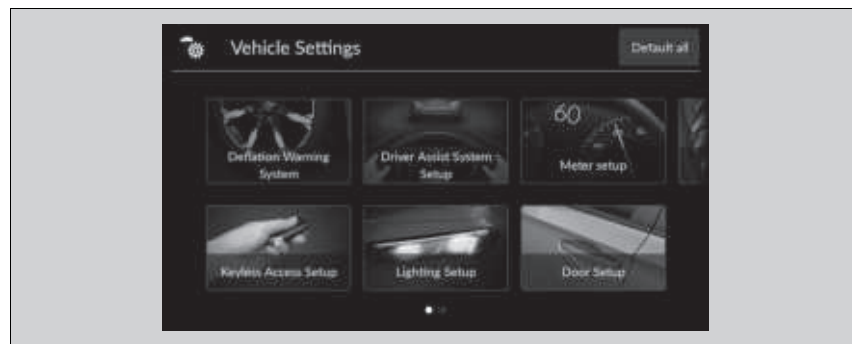 Vehicle Settings
Default all
Deflation Warning
System
Driver Assist System
Setup
60
Meter setup
Keyless Access Setup
Lighting Setup
Door Setup